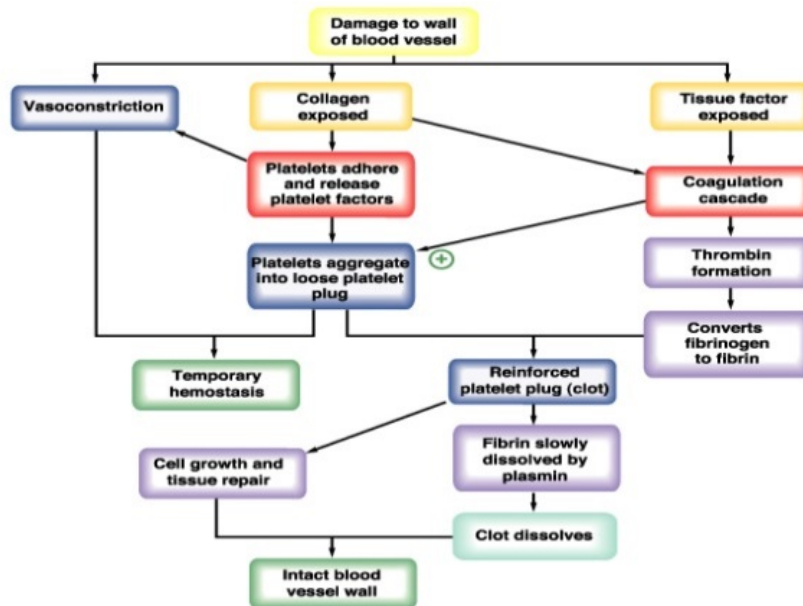 Damage to wall
of blood vessel
Vasoconstriction
Collagen
exposed
Tissue factor
exposed
Platelets adhere
and release
platelet factors
Coagulation
cascade
Platelets aggregate
into loose platelet
plug
+
Thrombin
formation
Converts
fibrinogen
to fibrin
Temporary
hemostasis
Reinforced
platelet plug (clot)
Cell growth and
tissue repair
Fibrin slowly
dissolved by
plasmin
Clot dissolves
Intact blood
vessel wall